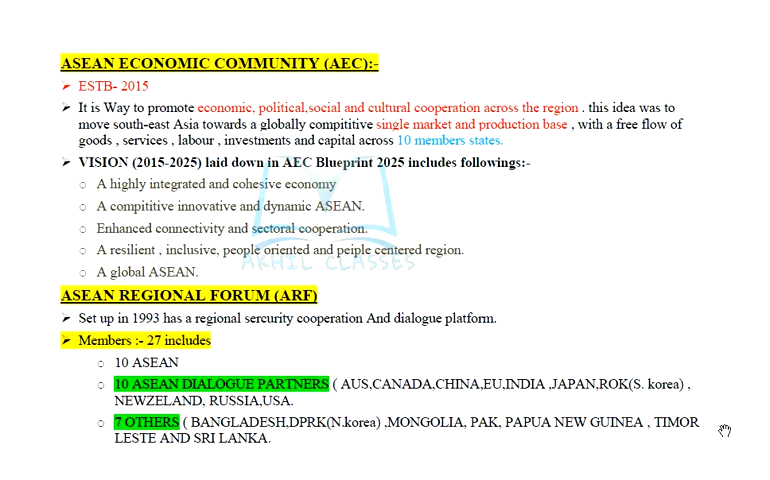 ASEAN ECONOMIC COMMUNITY (AEC):-
➢ ESTB- 2015
➢ It is Way to promote economic, political,social and cultural cooperation across the region . this idea was to
move south-east Asia towards a globally compititive single market and production base , with a free flow of
goods , services , labour , investments and capital across 10 members states.
➢ VISION (2015-2025) laid down in AEC Blueprint 2025 includes followings:-
○ A highly integrated and cohesive economy
○ A compititive innovative and dynamic ASEAN.
○ Enhanced connectivity and sectoral cooperation.
○ A resilient , inclusive, people oriented and peiple centered region.
AKHIL CLASSES
○ A global ASEAN.
ASEAN REGIONAL FORUM (ARF)
➢ Set up in 1993 has a regional sercurity cooperation And dialogue platform.
➢ Members :- 27 includes
○ 10 ASEAN
○ 10 ASEAN DIALOGUE PARTNERS ( AUS,CANADA,CHINA,EU,INDIA ,JAPAN,ROK(S. korea) ,
NEWZELAND, RUSSIA,USA.
○ 7 OTHERS ( BANGLADESH,DPRK(N.korea) ,MONGOLIA, PAK, PAPUA NEW GUINEA , TIMOR
LESTE AND SRI LANKA.